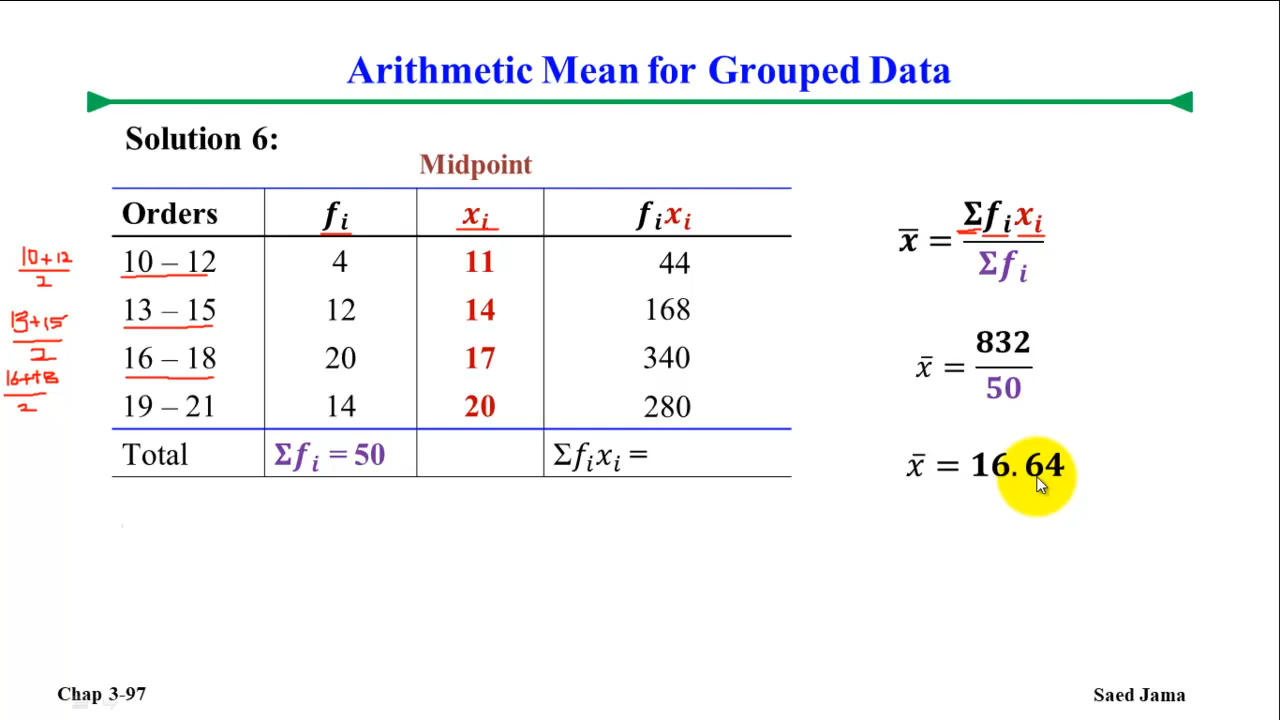 Arithmetic Mean for Grouped Data
Solution 6:
Midpoint
Orders fᵢ xᵢ fᵢxᵢ
10 – 12 4 11 44
13 – 15 12 14 168
16 – 18 20 17 340
19 – 21 14 20 280
Total Σfᵢ = 50 Σfᵢxᵢ =
10+12
2
13+15
2
16+18
2
x̄ = Σfᵢxᵢ / Σfᵢ
x̄ = 832 / 50
x̄ = 16.64
Chap 3-97
Saed Jama